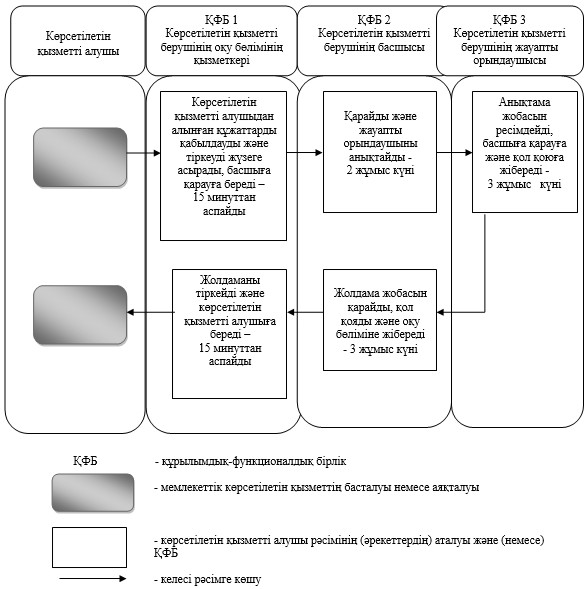 Көрсетілетін
қызметті алушы
ҚФБ 1
Көрсетілетін қызметті
берушінің оқу бөлімінің
қызметкері
ҚФБ 2
Көрсетілетін қызметті
берушінің басшысы
ҚФБ 3
Көрсетілетін қызметті
берушінің жауапты
орындаушысы
Көрсетілетін
қызметті алушыдан
алынған құжаттарды
қабылдауды және
тіркеуді жүзеге
асырады, басшыға
қарауға береді –
15 минуттан
аспайды
Қарайды және
жауапты
орындаушыны
анықтайды -
2 жұмыс күні
Анықтама
жобасын
ресімдейді,
басшыға қарауға
және қол қоюға
жібереді -
3 жұмыс күні
Жолдаманы
тіркейді және
көрсетілетін
қызметті алушыға
береді –
15 минуттан
аспайды
Жолдама жобасын
қарайды, қол
қояды және оқу
бөліміне жібереді
- 3 жұмыс күні
ҚФБ - құрылымдық-функционалдық бірлік
- мемлекеттік көрсетілетін қызметтің басталуы немесе аяқталуы
- көрсетілетін қызметті алушы рәсімінің (әрекеттердің) аталуы және (немесе)
ҚФБ
- келесі рәсімге көшу